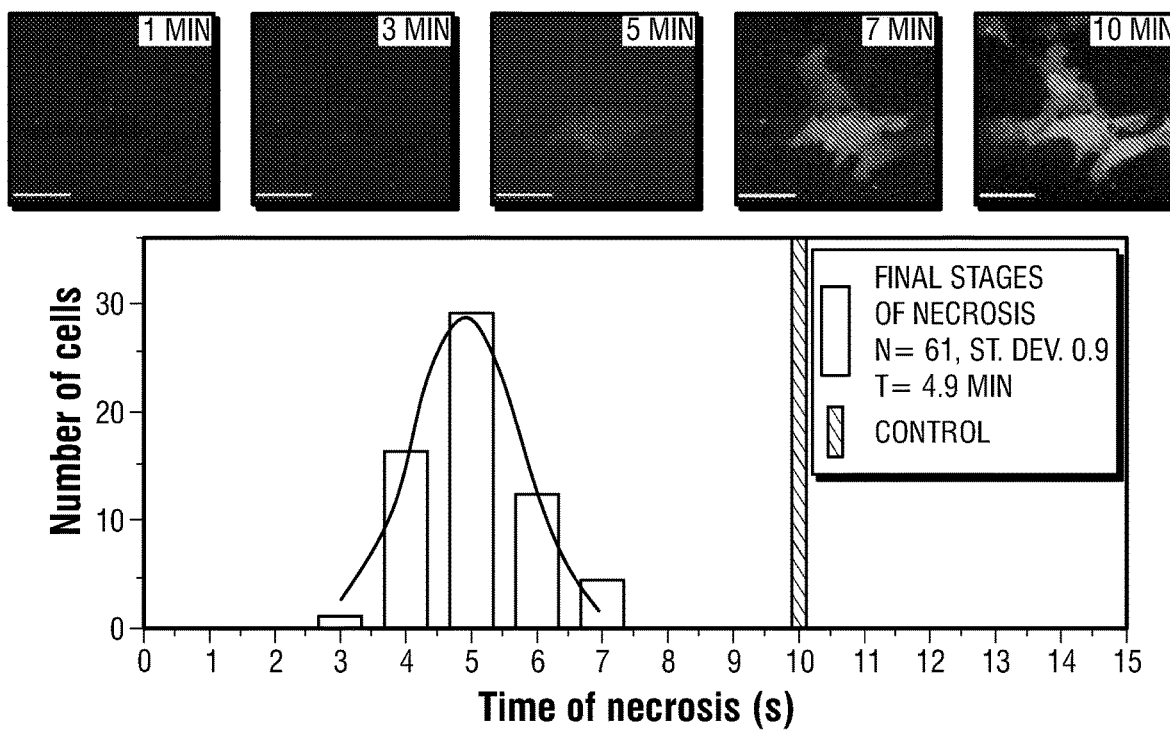 1 MIN
3 MIN
5 MIN
7 MIN
10 MIN
Number of cells
30
20
10
0
FINAL STAGES
OF NECROSIS
N= 61, ST. DEV. 0.9
T= 4.9 MIN
CONTROL
0 1 2 3 4 5 6 7 8 9 10 11 12 13 14 15
Time of necrosis (s)